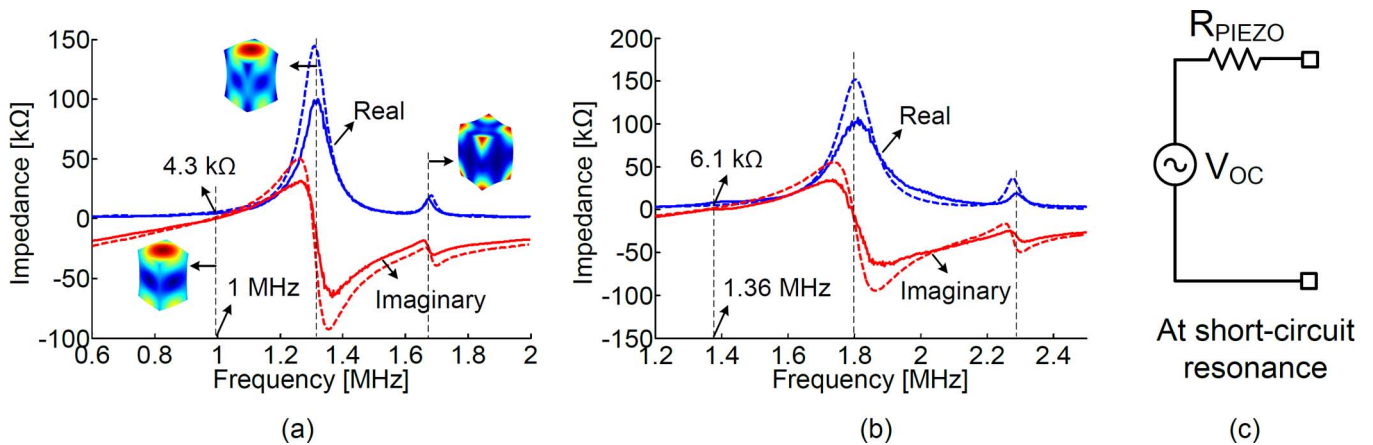 150
100
50
0
-50
-100
Impedance [kΩ]
4.3 kΩ
Real
Imaginary
1 MHz
0.6 0.8 1 1.2 1.4 1.6 1.8 2
Frequency [MHz]
(a)
200
150
100
50
0
-50
-100
-150
Impedance [kΩ]
6.1 kΩ
Real
Imaginary
1.36 MHz
1.2 1.4 1.6 1.8 2 2.2 2.4
Frequency [MHz]
(b)
RPIEZO
VOC
At short-circuit
resonance
(c)